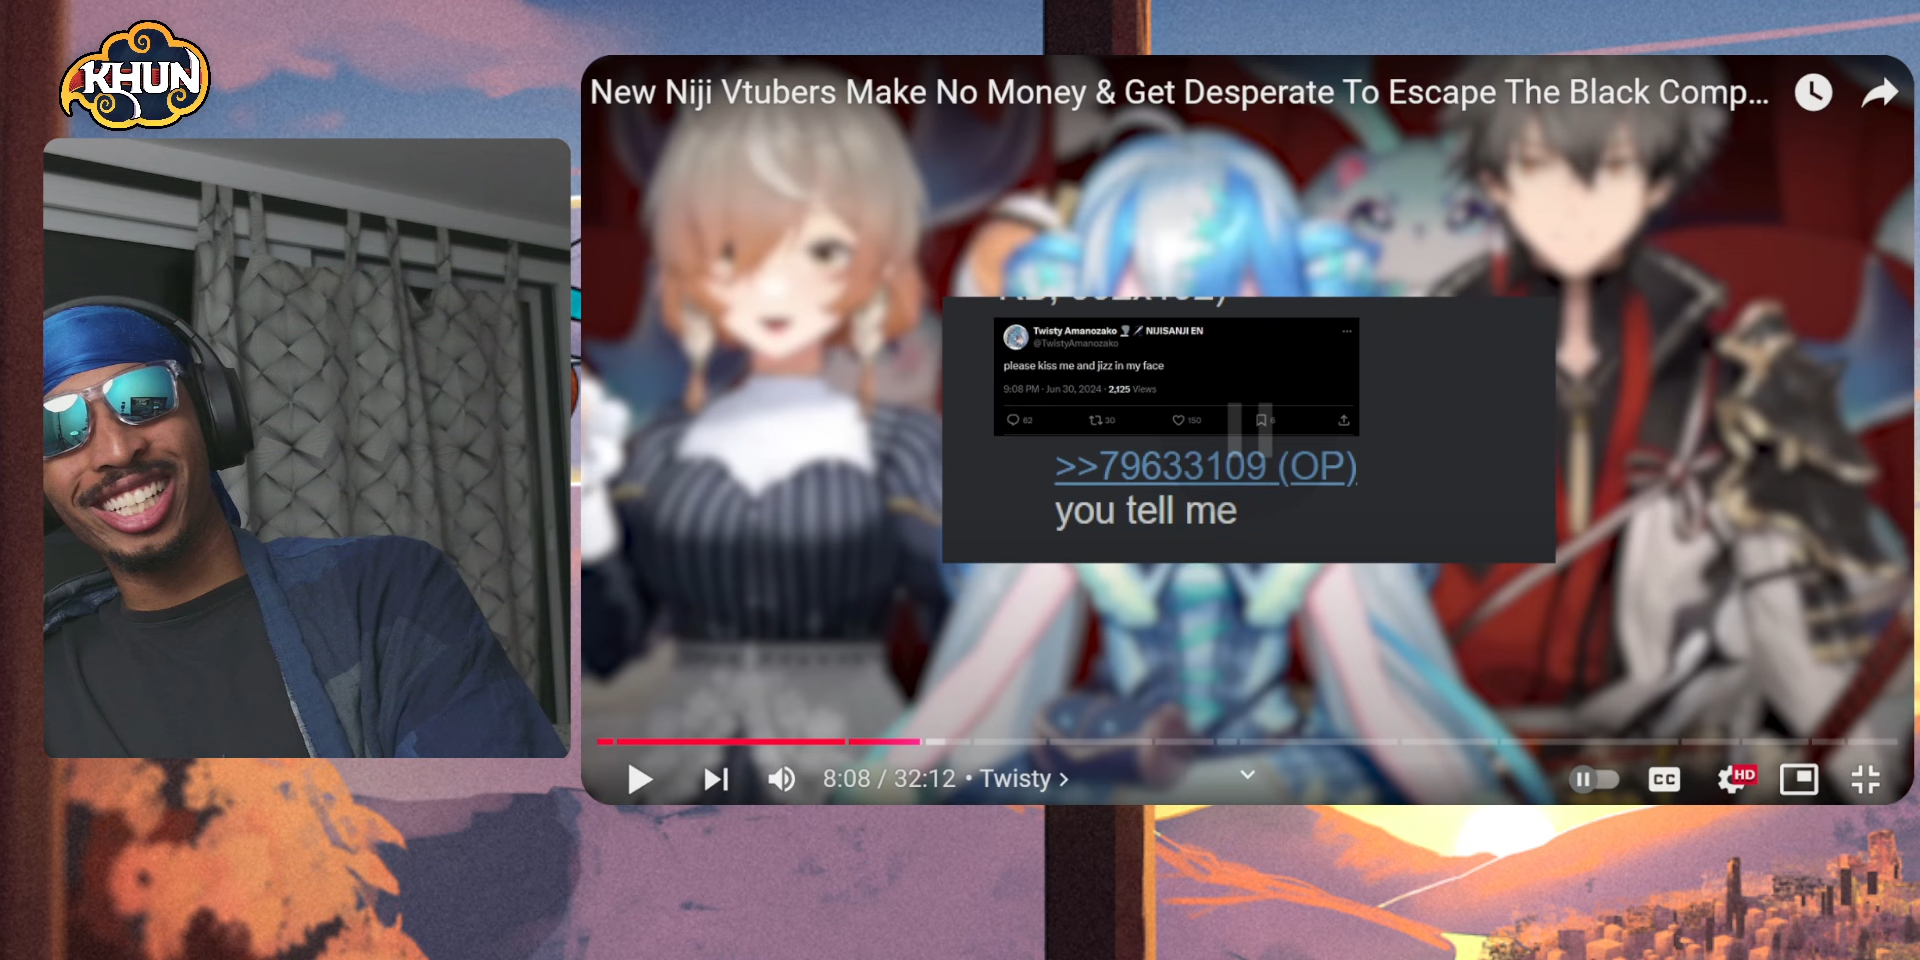 KHUN
New Niji Vtubers Make No Money & Get Desperate To Escape The Black Comp...
Twisty Amanozako NIJISANJI EN
@TwistyAmanozako
please kiss me and jizz in my face
9:08 PM · Jun 30, 2024 · 2,125 Views
62 30 150 6
>>79633109 (OP)
you tell me
8:08 / 32:12 • Twisty >
CC
HD